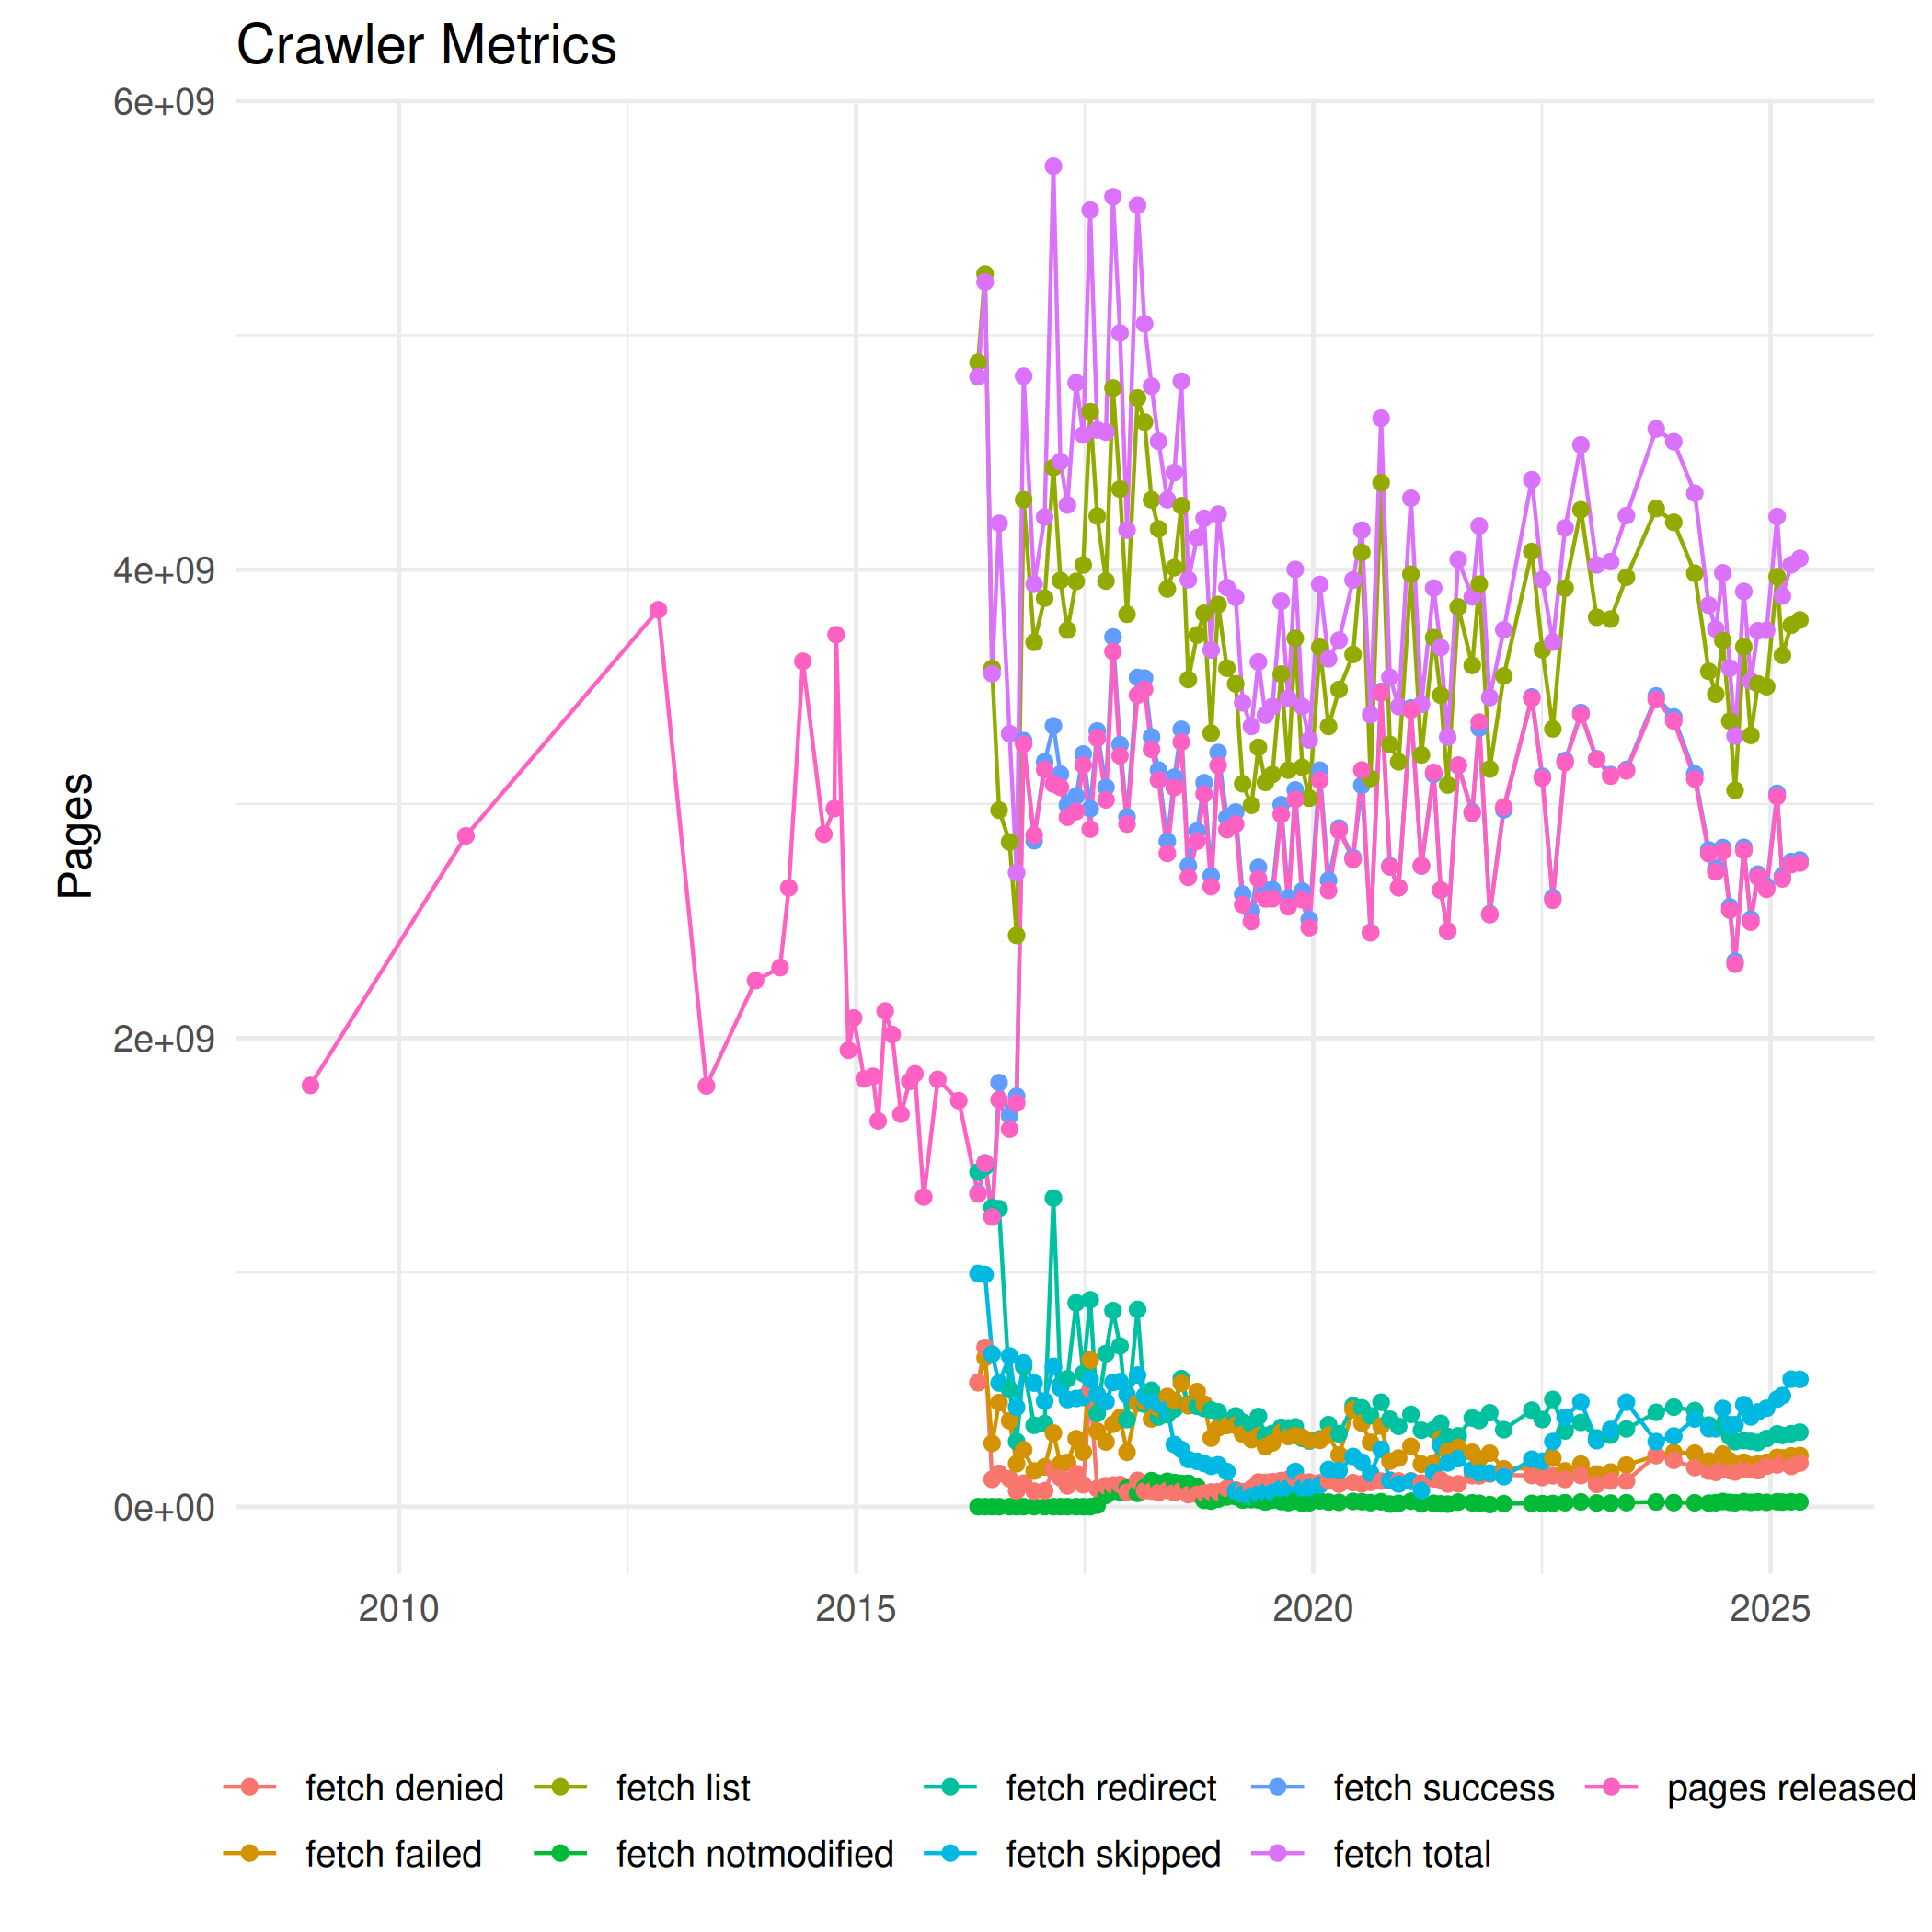 Crawler Metrics
6e+09
4e+09
2e+09
0e+00
Pages
2010 2015 2020 2025
fetch denied fetch list fetch redirect fetch success pages released
fetch failed fetch notmodified fetch skipped fetch total